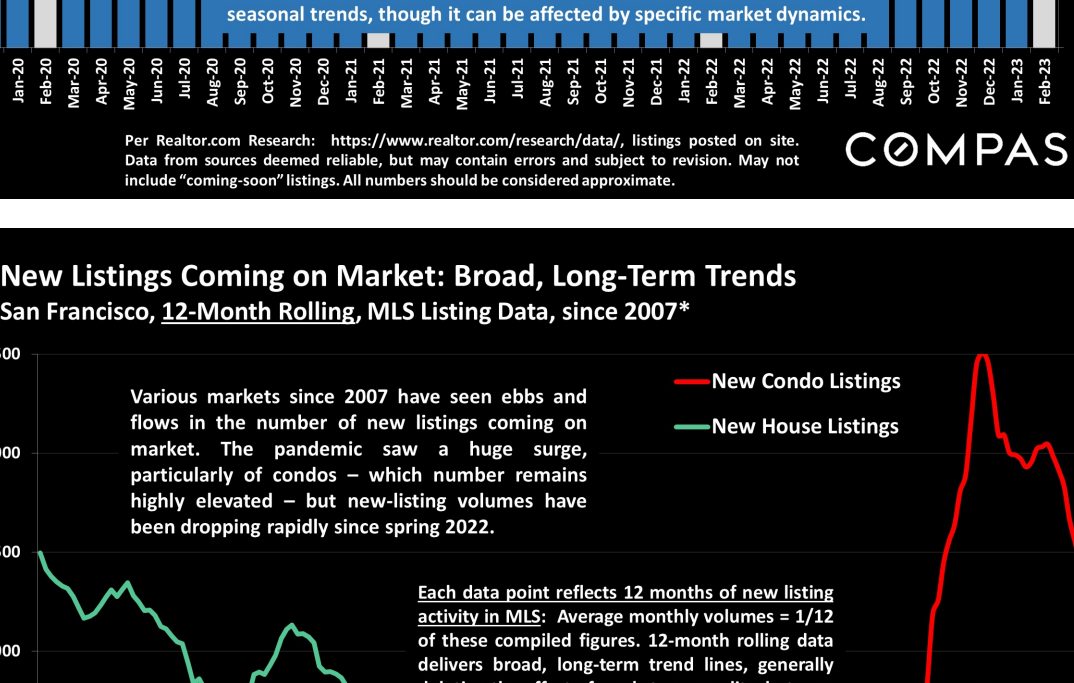 seasonal trends, though it can be affected by specific market dynamics.
Jan-20 Feb-20 Mar-20 Apr-20 May-20 Jun-20 Jul-20 Aug-20 Sep-20 Oct-20 Nov-20 Dec-20 Jan-21 Feb-21 Mar-21 Apr-21 May-21 Jun-21 Jul-21 Aug-21 Sep-21 Oct-21 Nov-21 Dec-21 Jan-22 Feb-22 Mar-22 Apr-22 May-22 Jun-22 Jul-22 Aug-22 Sep-22 Oct-22 Nov-22 Dec-22 Jan-23 Feb-23
Per Realtor.com Research: https://www.realtor.com/research/data/, listings posted on site.
Data from sources deemed reliable, but may contain errors and subject to revision. May not
include “coming-soon” listings. All numbers should be considered approximate.
COMPAS
New Listings Coming on Market: Broad, Long-Term Trends
San Francisco, 12-Month Rolling, MLS Listing Data, since 2007*
New Condo Listings
New House Listings
Various markets since 2007 have seen ebbs and
flows in the number of new listings coming on
market. The pandemic saw a huge surge,
particularly of condos – which number remains
highly elevated – but new-listing volumes have
been dropping rapidly since spring 2022.
Each data point reflects 12 months of new listing
activity in MLS: Average monthly volumes = 1/12
of these compiled figures. 12-month rolling data
delivers broad, long-term trend lines, generally